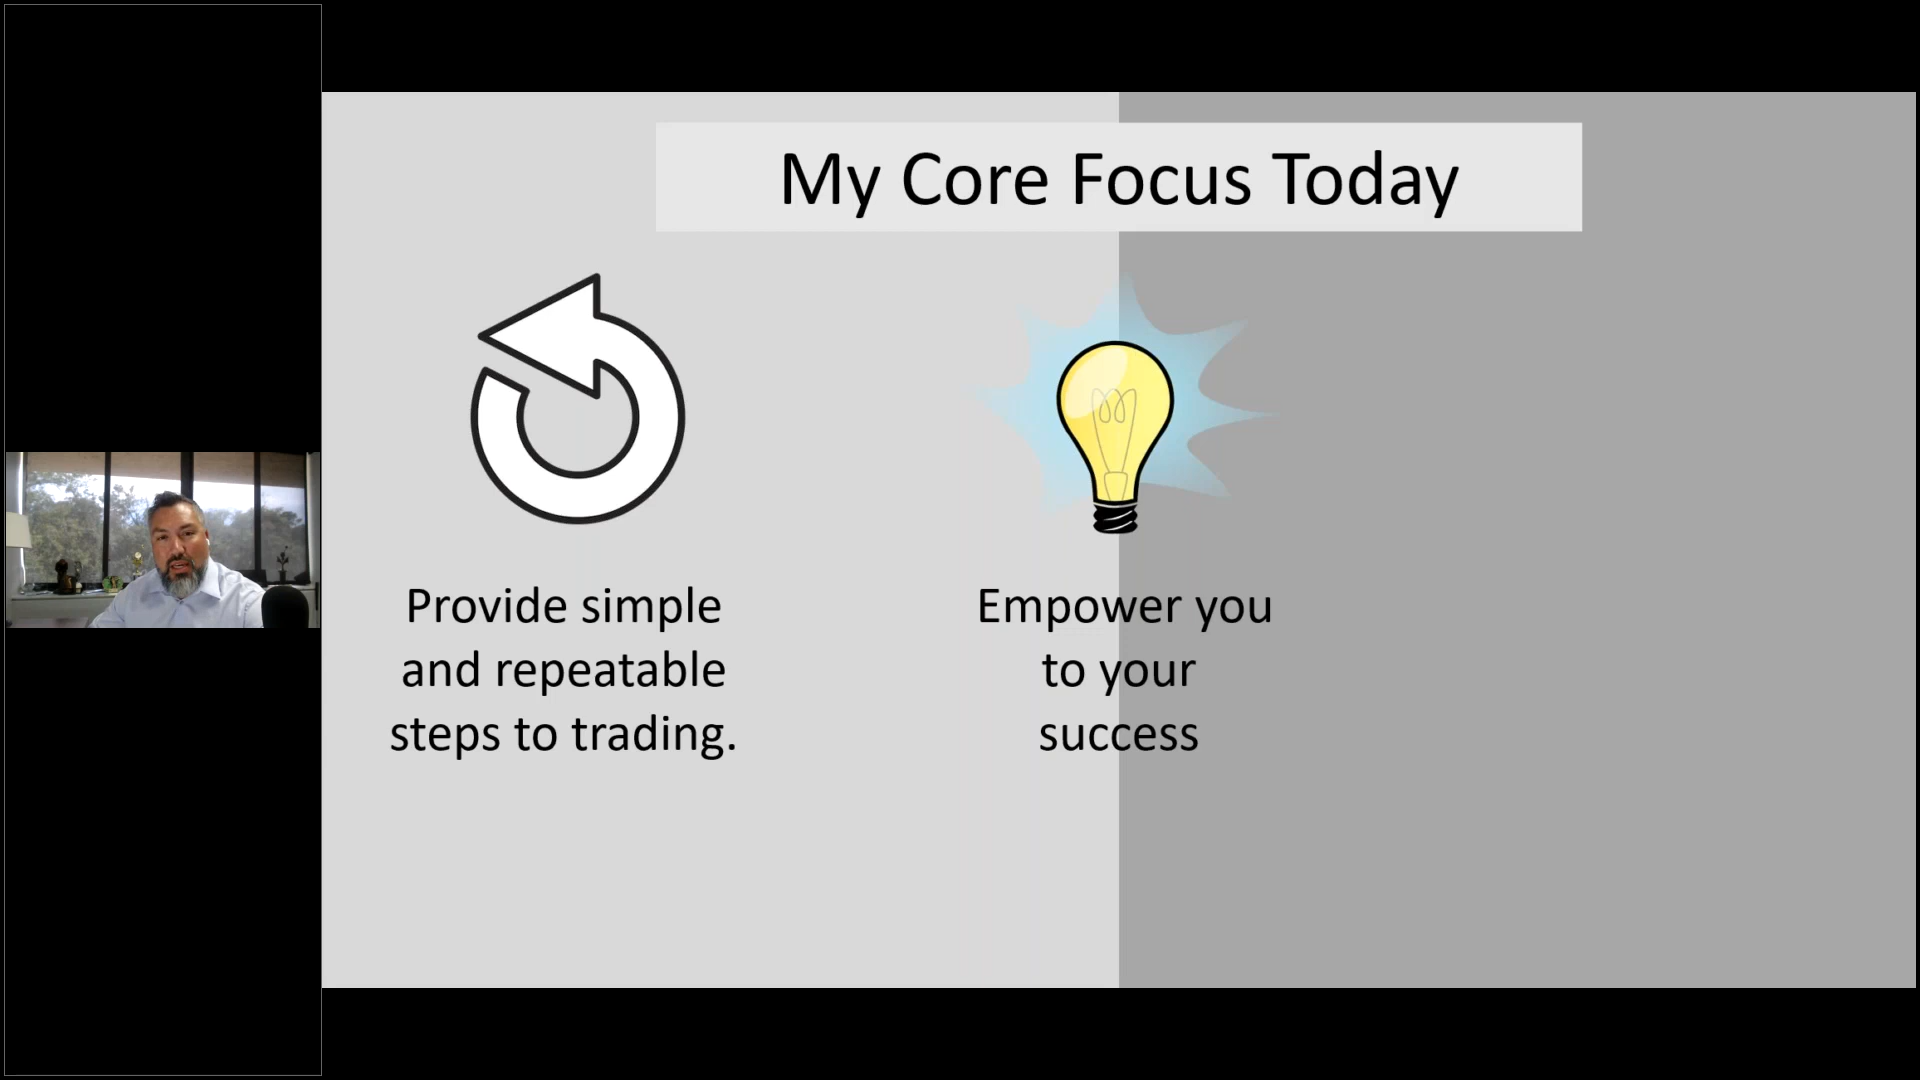 My Core Focus Today
Provide simple
and repeatable
steps to trading.
Empower you
to your
success